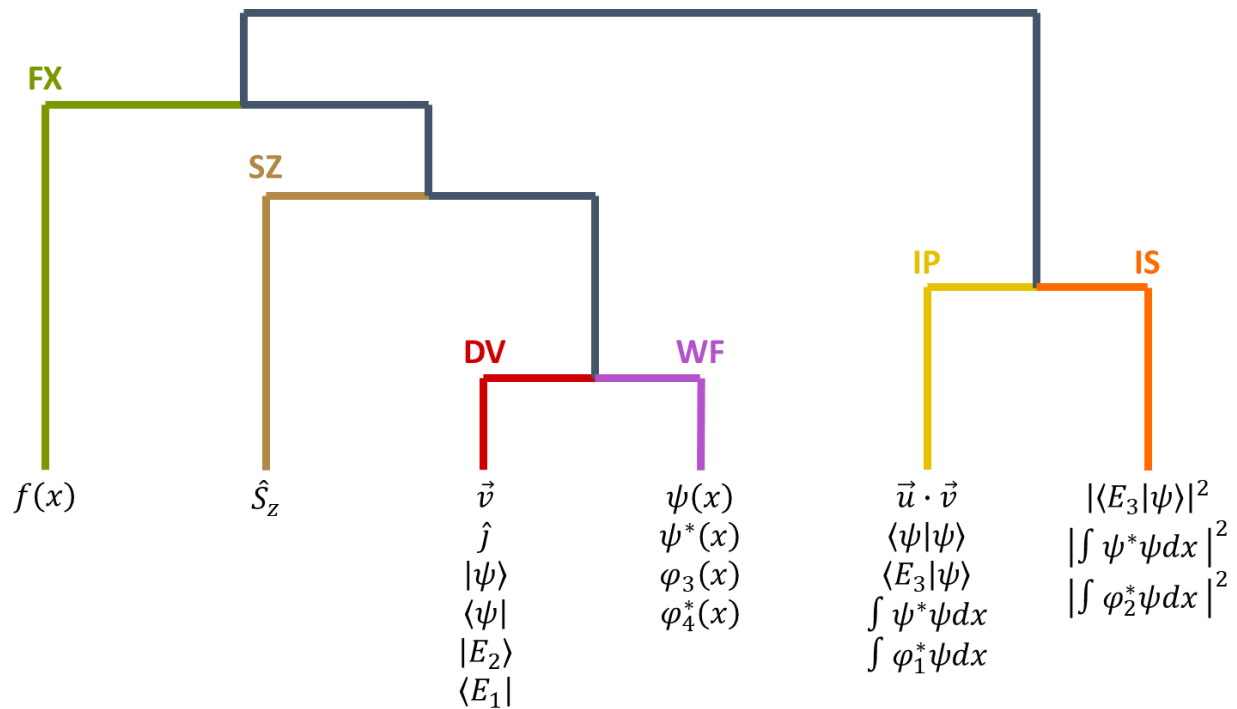 FX
SZ
IP
IS
DV
WF
f(x)
Ŝ_z
v⃗
ĵ
|ψ⟩
⟨ψ|
|E₂⟩
⟨E₁|
ψ(x)
ψ*(x)
φ₃(x)
φ₄*(x)
u⃗ · v⃗
⟨ψ|ψ⟩
⟨E₃|ψ⟩
∫ ψ*ψdx
∫ φ₁*ψdx
|⟨E₃|ψ⟩|²
|∫ ψ*ψdx|²
|∫ φ₂*ψdx|²